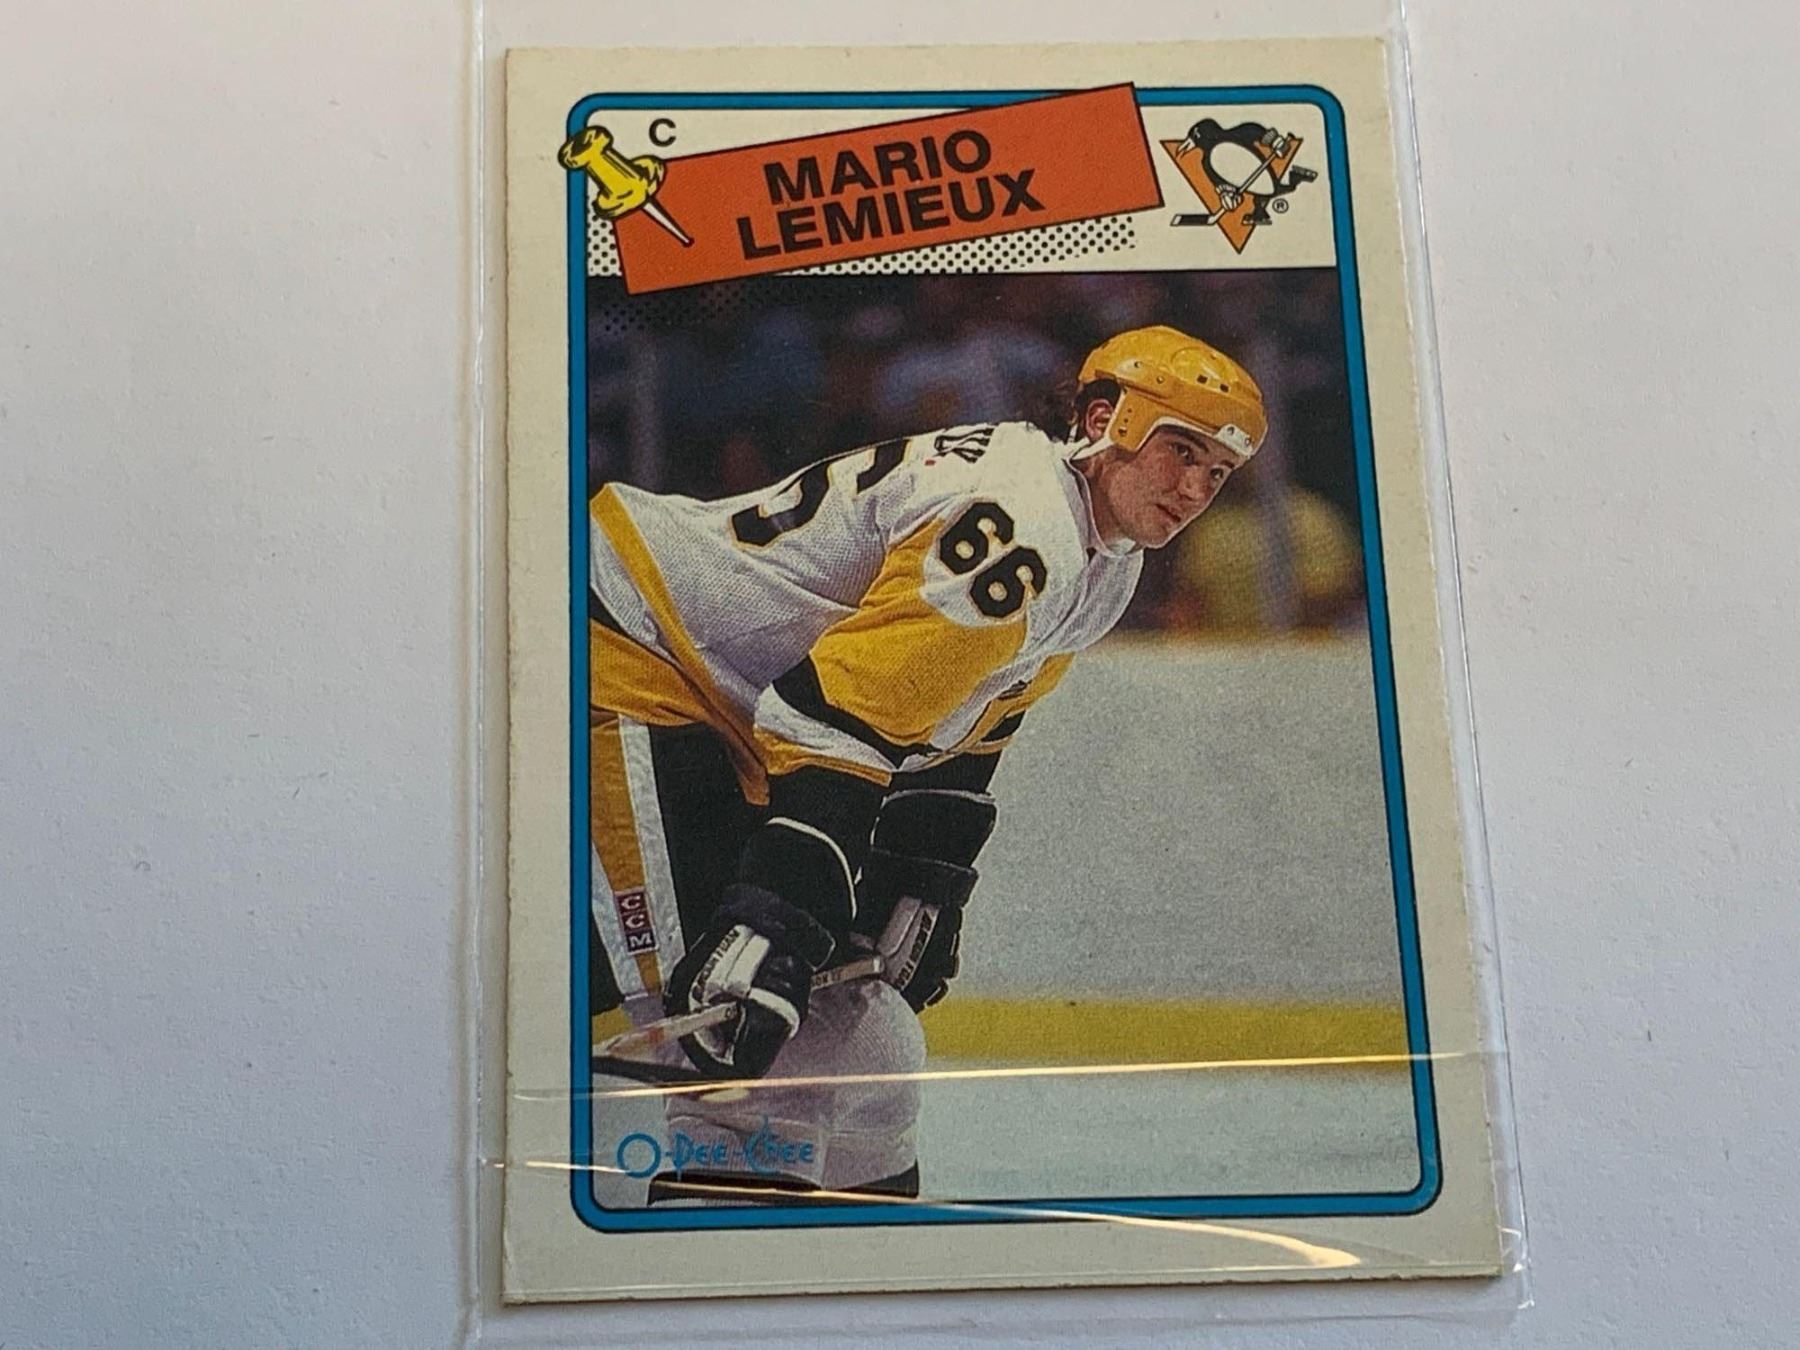 C
MARIO
LEMIEUX
®
66
CCM
O-PEE-CHEE